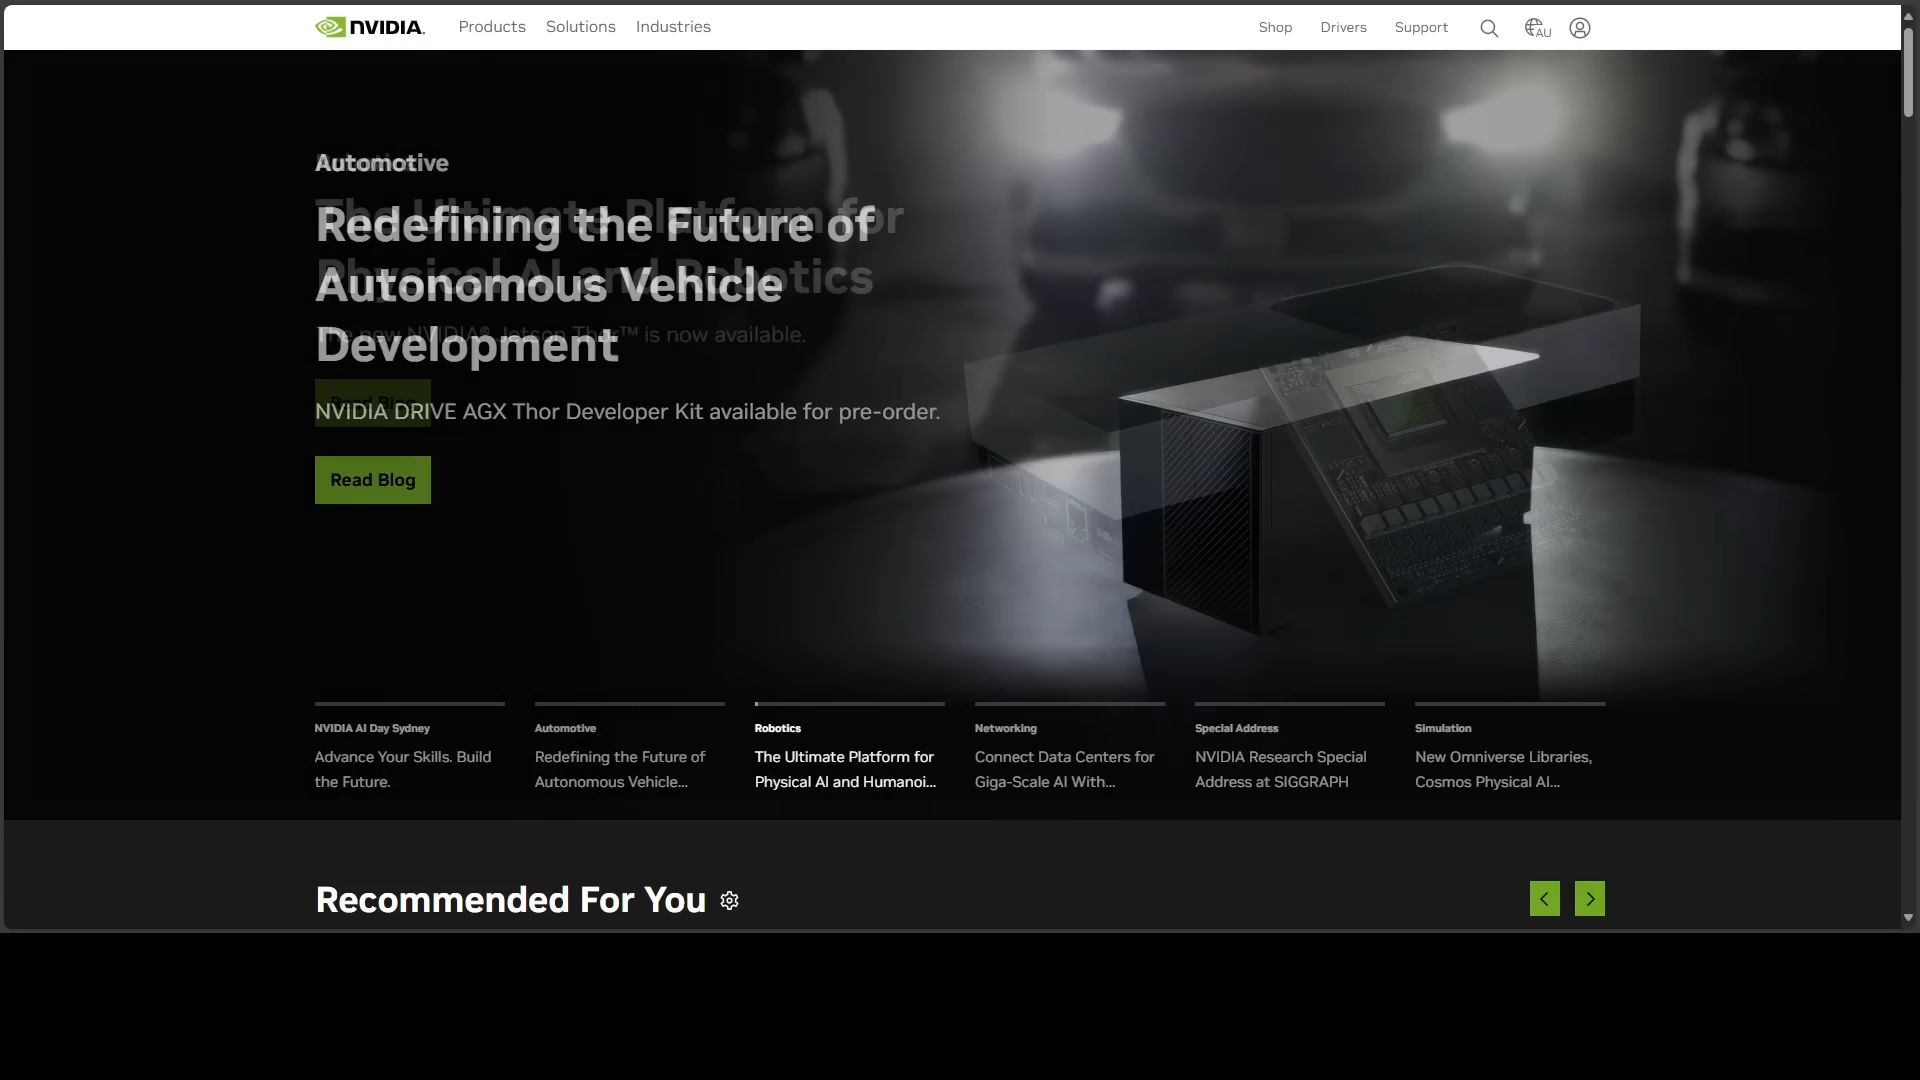 NVIDIA.
Products
Solutions
Industries
Shop
Drivers
Support
AU
Automotive
The Ultimate Platform for
Physical AI and Robotics
The new NVIDIA® Jetson Thor™ is now available.
Read Blog
Redefining the Future of
Autonomous Vehicle
Development
NVIDIA DRIVE AGX Thor Developer Kit available for pre-order.
Read Blog
NVIDIA AI Day Sydney
Advance Your Skills. Build
the Future.
Automotive
Redefining the Future of
Autonomous Vehicle...
Robotics
The Ultimate Platform for
Physical AI and Humanoi...
Networking
Connect Data Centers for
Giga-Scale AI With...
Special Address
NVIDIA Research Special
Address at SIGGRAPH
Simulation
New Omniverse Libraries,
Cosmos Physical AI...
Recommended For You